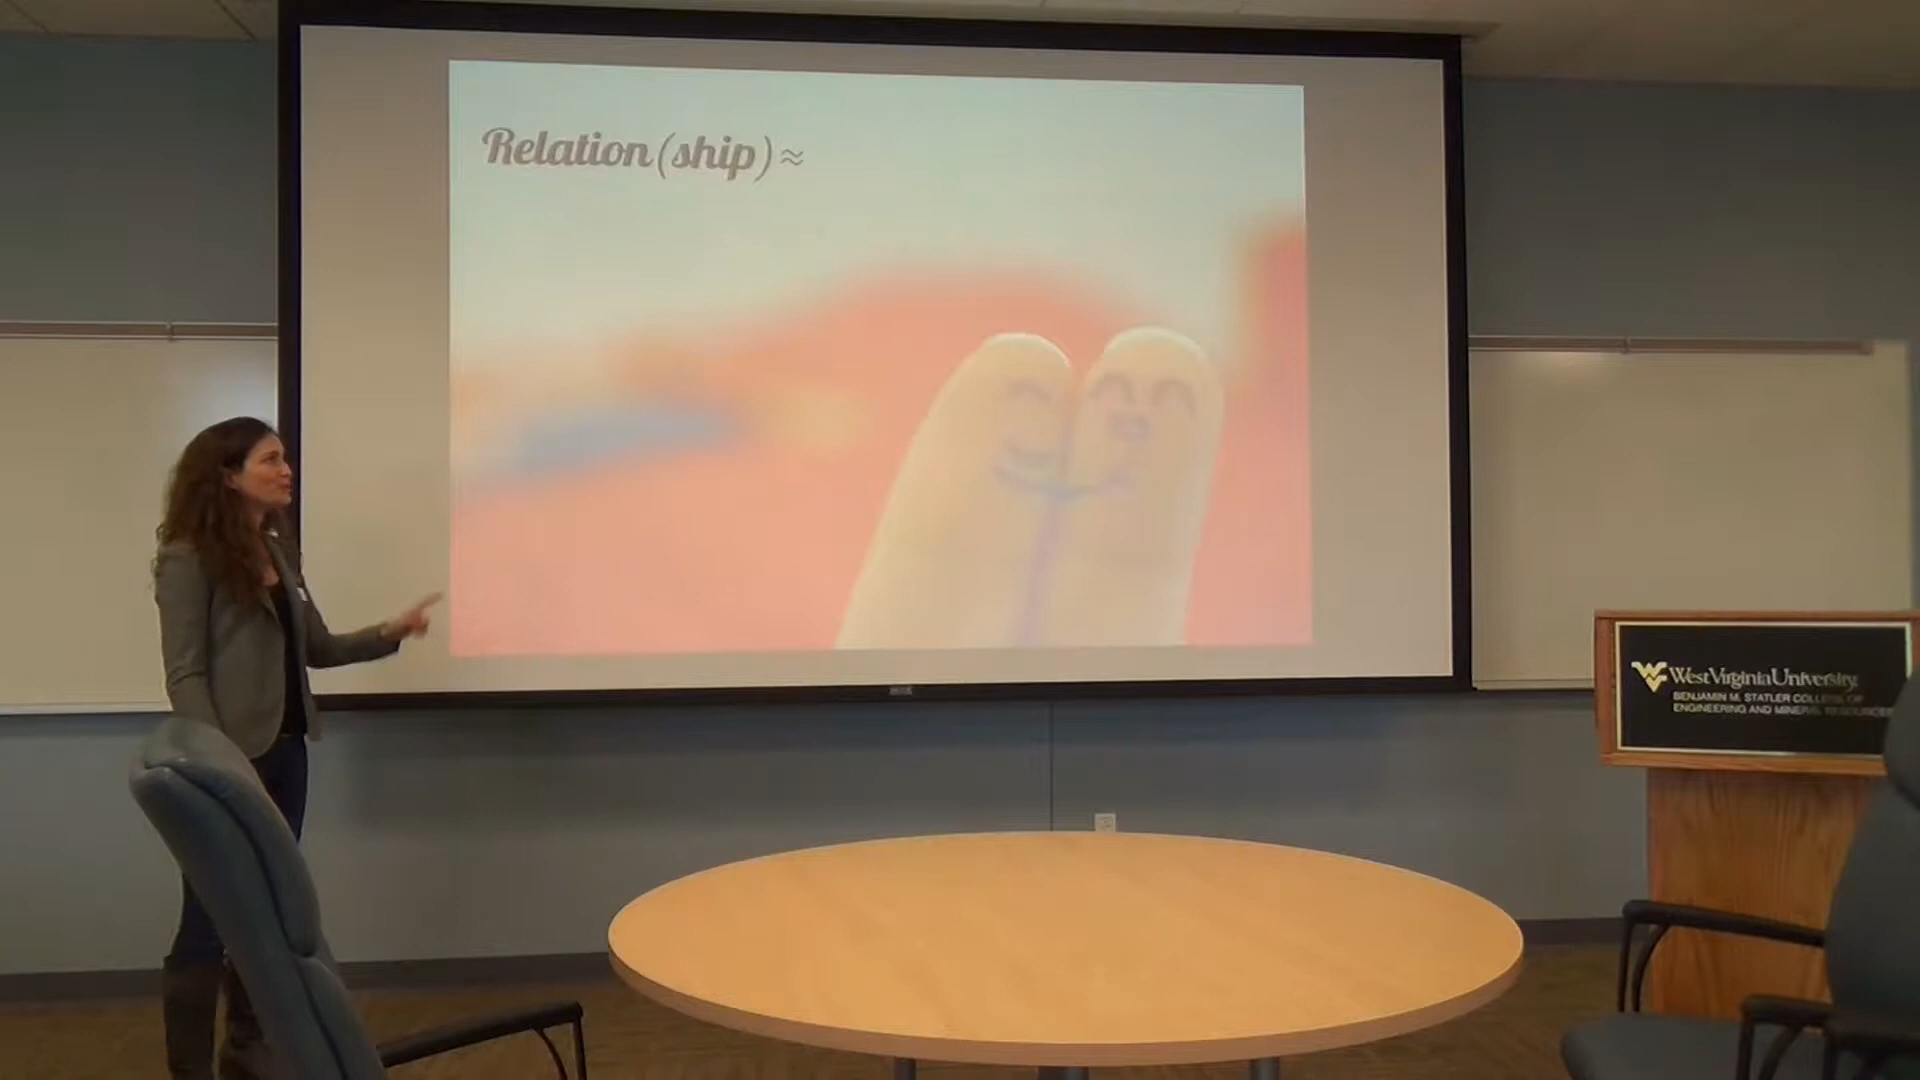 Relation(ship)≈
WestVirginiaUniversity.
BENJAMIN M. STATLER COLLEGE OF
ENGINEERING AND MINERAL RESOURCES